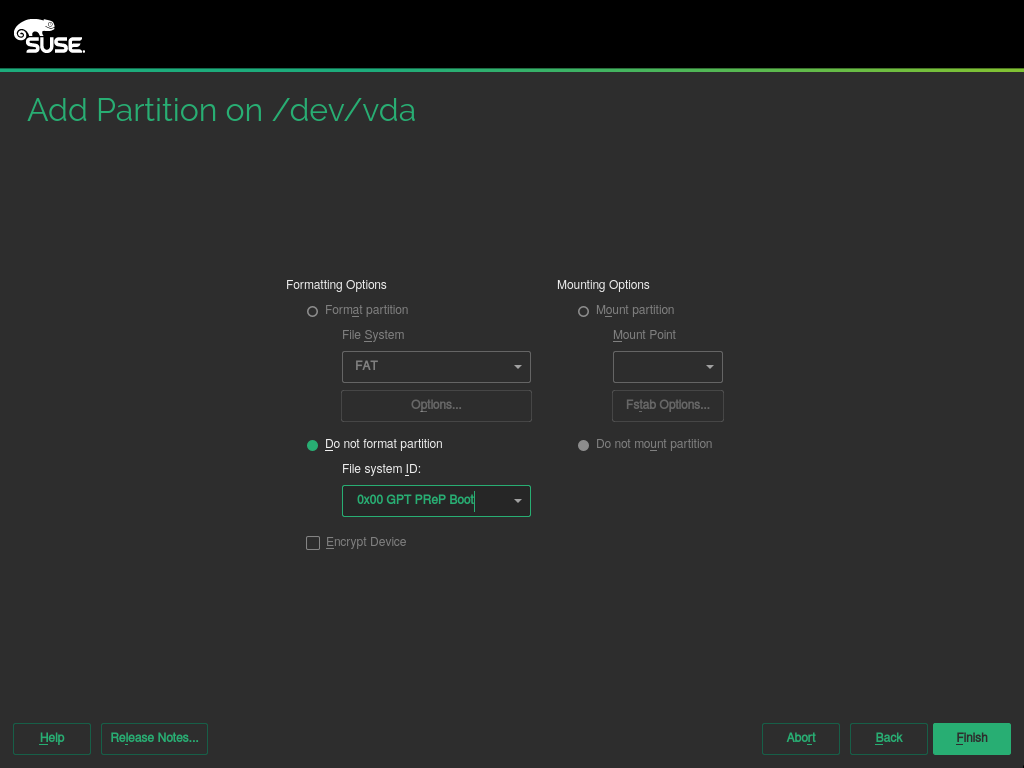 SUSE.
Add Partition on /dev/vda
Formatting Options
Format partition
File System
FAT
Options...
Do not format partition
File system ID:
0x00 GPT PReP Boot
Encrypt Device
Mounting Options
Mount partition
Mount Point
Fstab Options...
Do not mount partition
Help
Release Notes...
Abort
Back
Finish